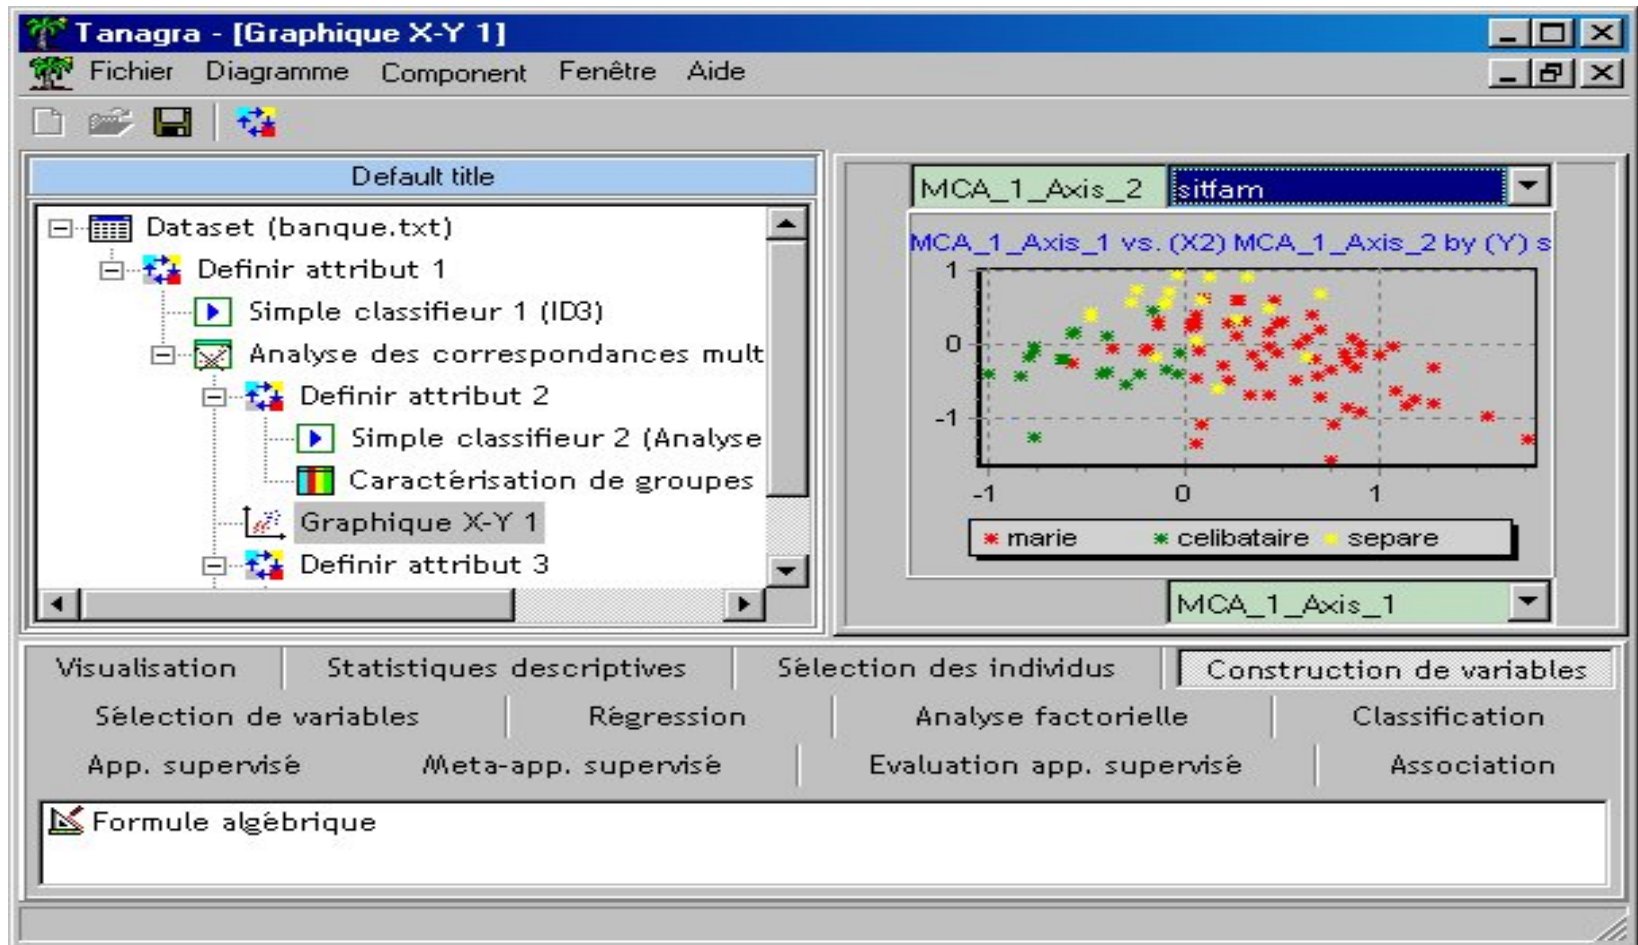 Tanagra - [Graphique X-Y 1]
Fichier Diagramme Component Fenêtre Aide
Default title
Dataset (banque.txt)
Definir attribut 1
Simple classifieur 1 (ID3)
Analyse des correspondances mult
Definir attribut 2
Simple classifieur 2 (Analyse
Caractérisation de groupes
Graphique X-Y 1
Definir attribut 3
MCA_1_Axis_2 sitfam
MCA_1_Axis_1 vs. (X2) MCA_1_Axis_2 by (Y) s
1
0
-1
-1 0 1
marie celibataire separe
MCA_1_Axis_1
Visualisation Statistiques descriptives Sélection des individus Construction de variables
Sélection de variables Régression Analyse factorielle Classification
App. supervisé Meta-app. supervisé Evaluation app. supervisé Association
Formule algébrique